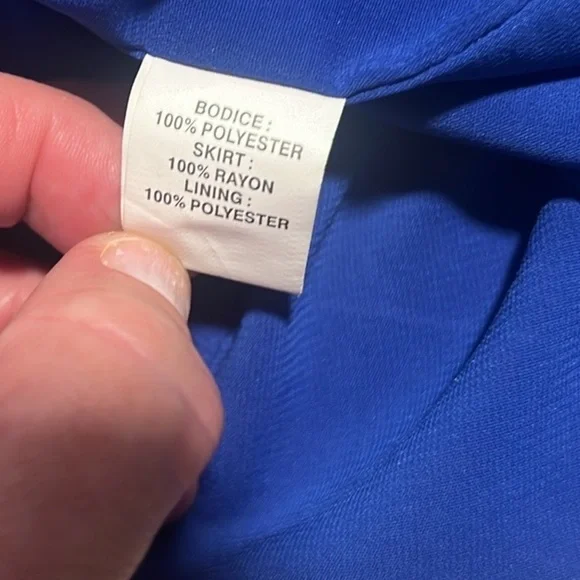 BODICE:
100% POLYESTER
SKIRT:
100% RAYON
LINING:
100% POLYESTER